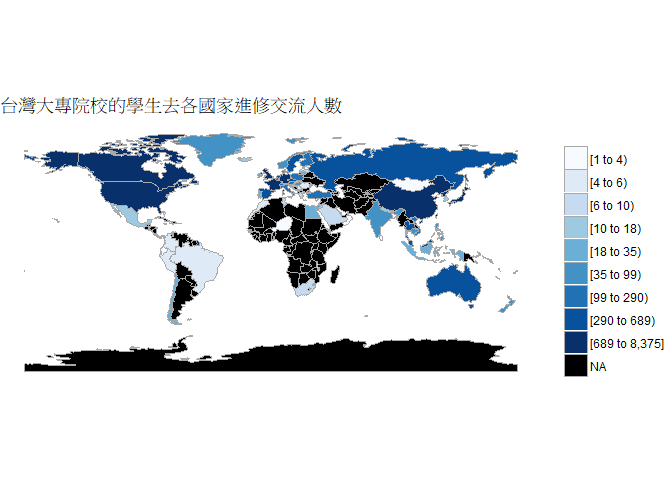 台灣大專院校的學生去各國家進修交流人數
[1 to 4)
[4 to 6)
[6 to 10)
[10 to 18)
[18 to 35)
[35 to 99)
[99 to 290)
[290 to 689)
[689 to 8,375]
NA